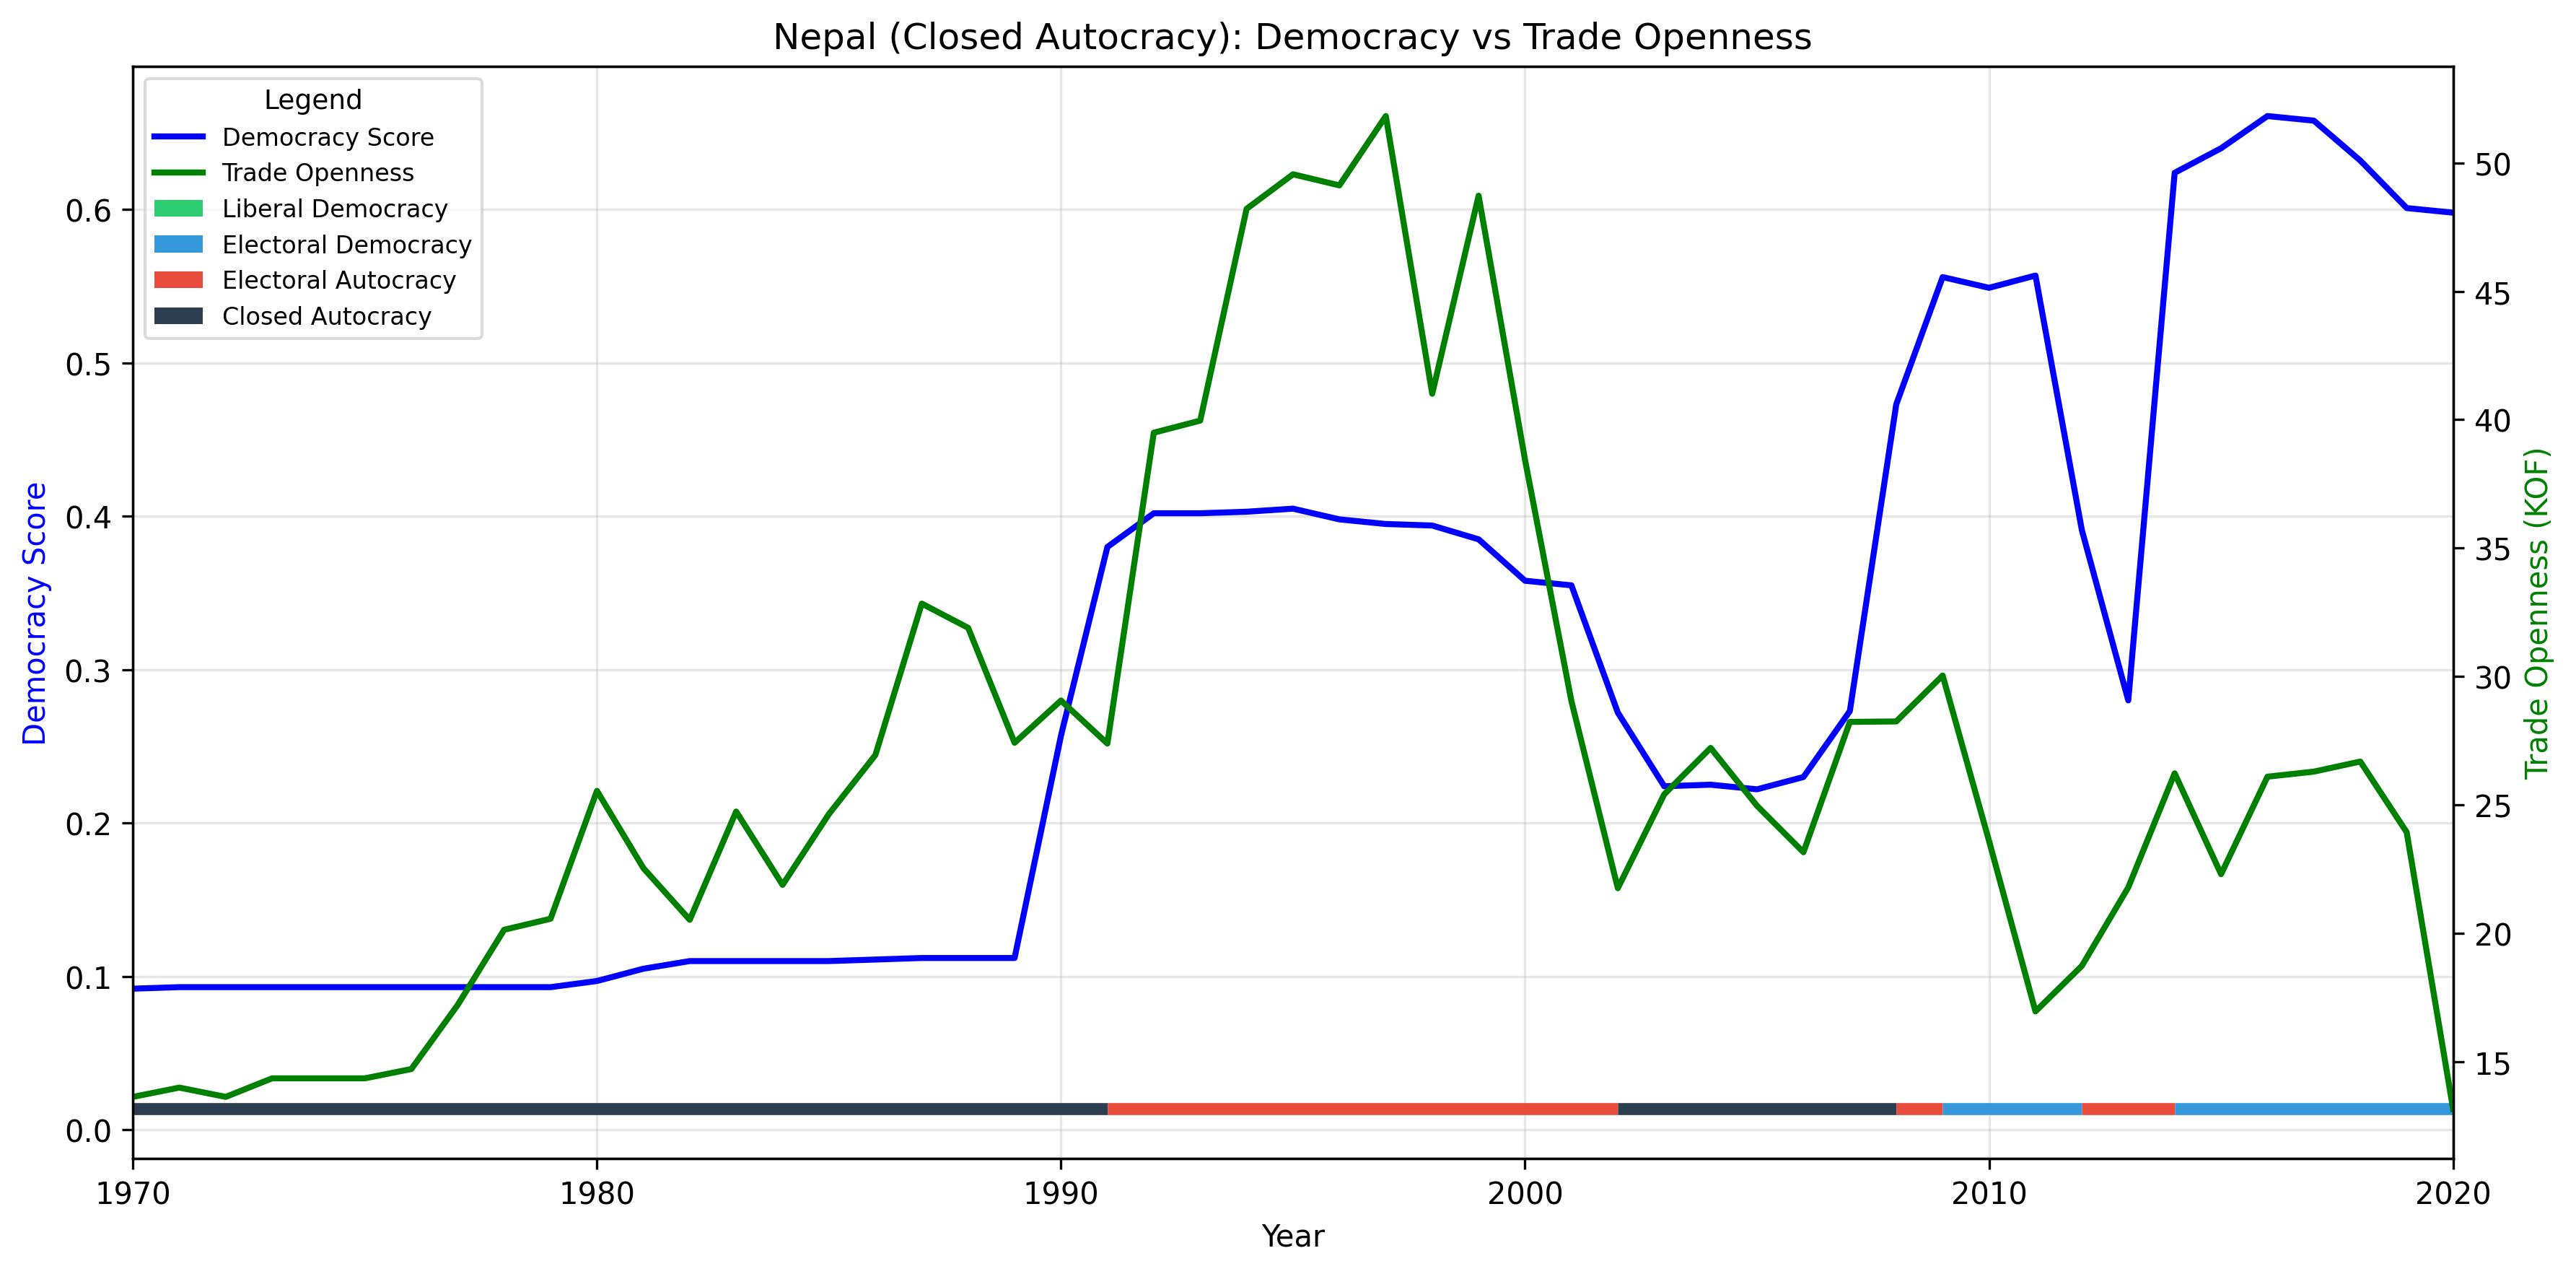 Nepal (Closed Autocracy): Democracy vs Trade Openness
Legend
Democracy Score
Trade Openness
Liberal Democracy
Electoral Democracy
Electoral Autocracy
Closed Autocracy
Democracy Score
0.6
0.5
0.4
0.3
0.2
0.1
0.0
50
45
40
35
30
25
20
15
Trade Openness (KOF)
1970 1980 1990 2000 2010 2020
Year